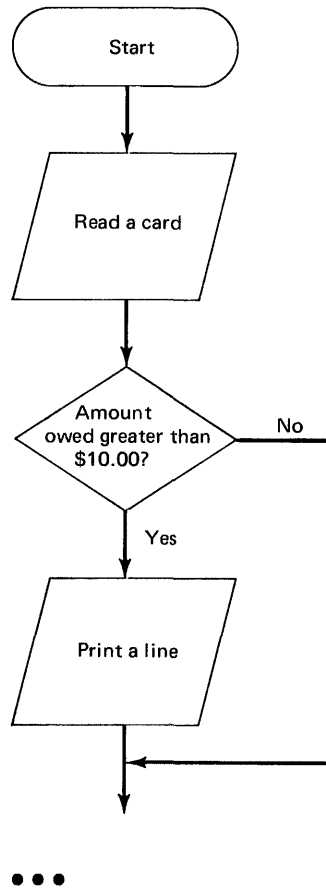 Start
Read a card
Amount
owed greater than
$10.00?
No
Yes
Print a line